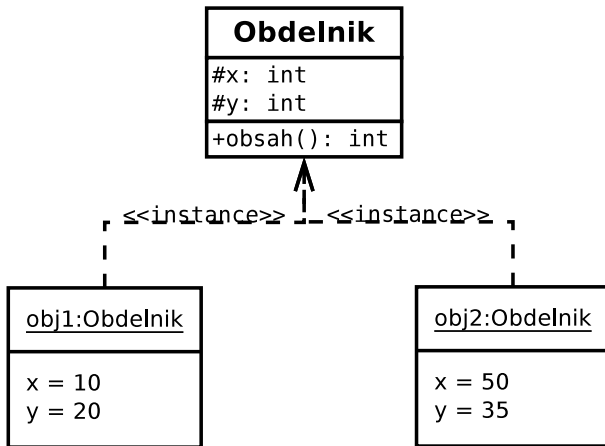 Obdelnik
#x: int
#y: int
+obsah(): int
<<instance>> <<instance>>
obj1:Obdelnik
x = 10
y = 20
obj2:Obdelnik
x = 50
y = 35